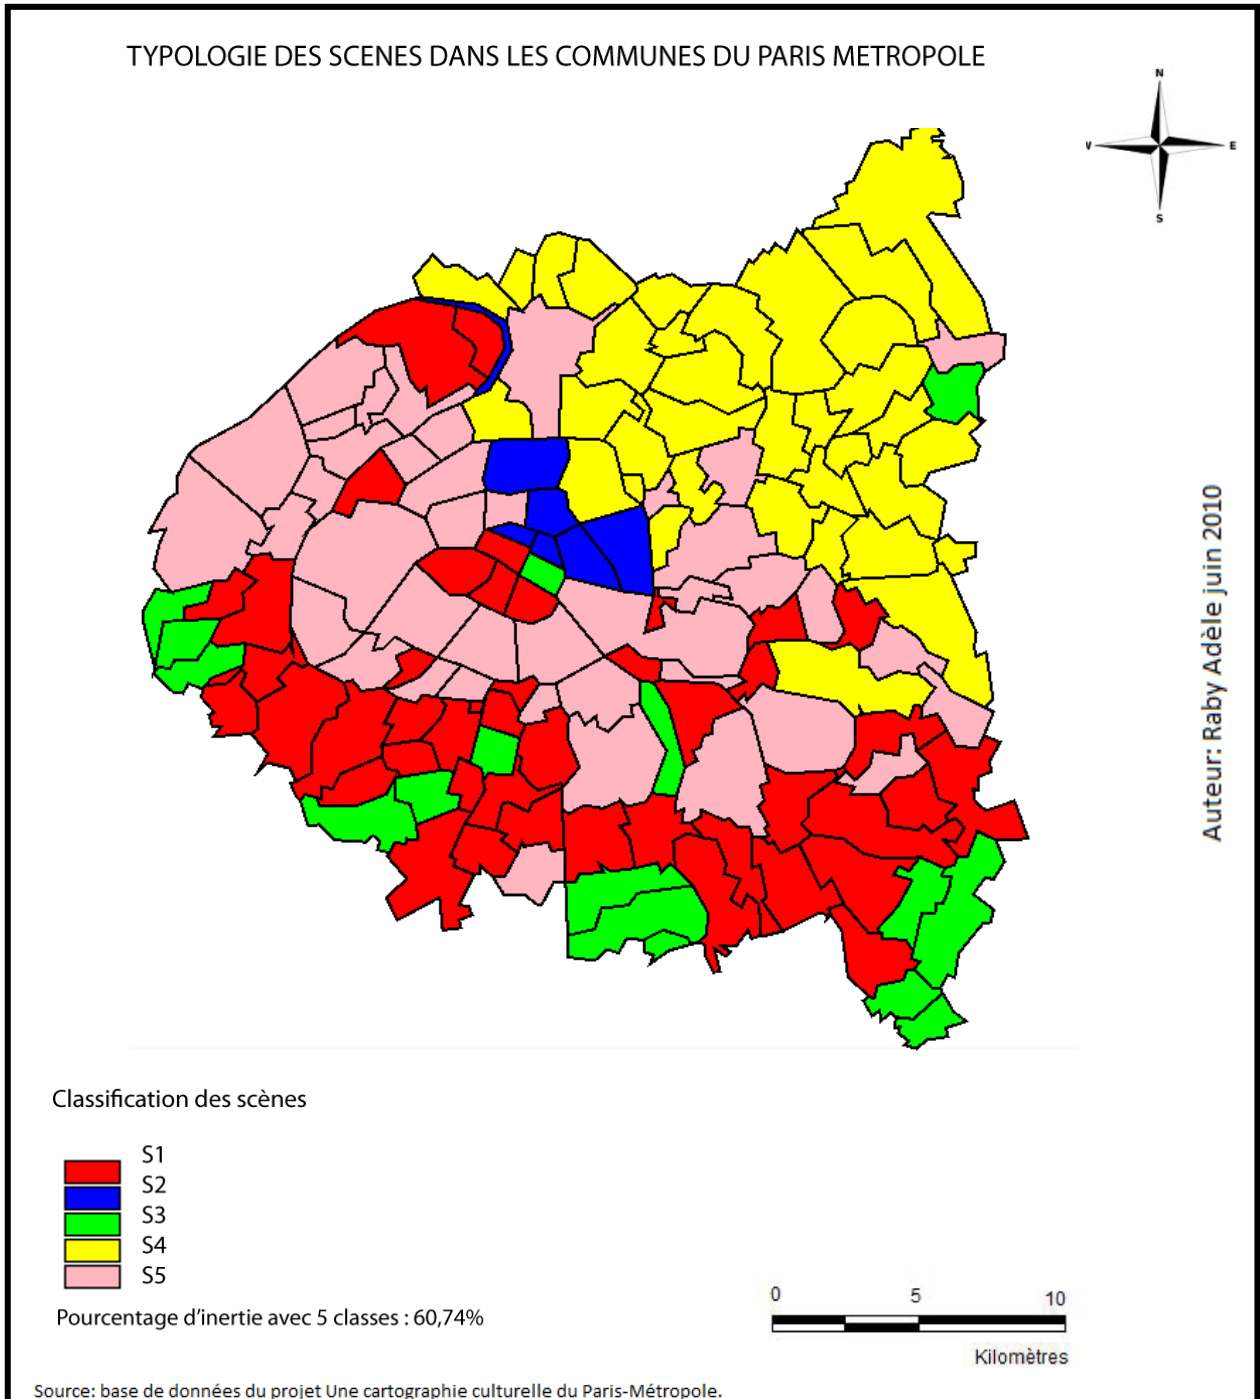 TYPOLOGIE DES SCENES DANS LES COMMUNES DU PARIS METROPOLE
N
V E
S
Auteur: Raby Adèle juin 2010
Classification des scènes
S1
S2
S3
S4
S5
Pourcentage d'inertie avec 5 classes : 60,74%
0 5 10
Kilomètres
Source: base de données du projet Une cartographie culturelle du Paris-Métropole.